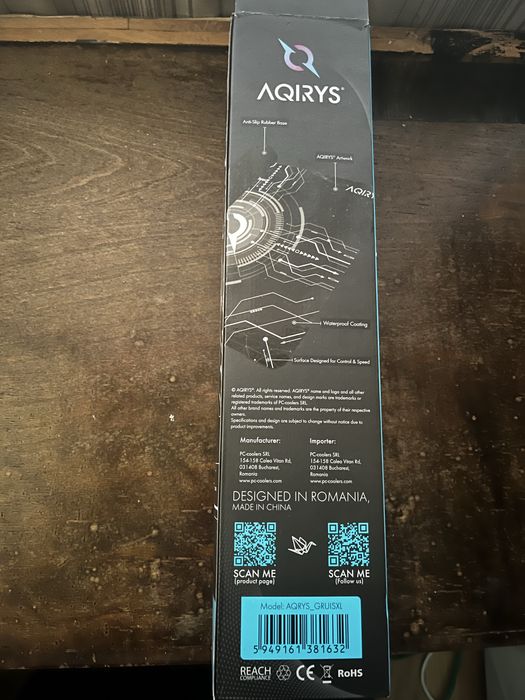 AQIRYS®
Anti-Slip Rubber Base
AQIRYS® Artwork
AQIRY
Waterproof Coating
Surface Designed for Control & Speed
© AQIRYS®. All rights reserved. AQIRYS® name and logo and all other
related products, service names, and design marks are trademarks or
registered trademarks of PC-coolers SRL.
All other brand names and trademarks are the property of their respective
owners.
Specifications and design are subject to change without notice due to
product improvements.
Manufacturer:
PC-coolers SRL
154-158 Calea Vitan Rd,
031408 Bucharest,
Romania
www.pc-coolers.com
Importer:
PC-coolers SRL
154-158 Calea Vitan Rd,
031408 Bucharest,
Romania
www.pc-coolers.com
DESIGNED IN ROMANIA,
MADE IN CHINA
SCAN ME
(product page)
SCAN ME
(Follow us)
Model: AQRYS_GRUISXL
5 949161 381632
REACH
COMPLIANCE
CE
RoHS